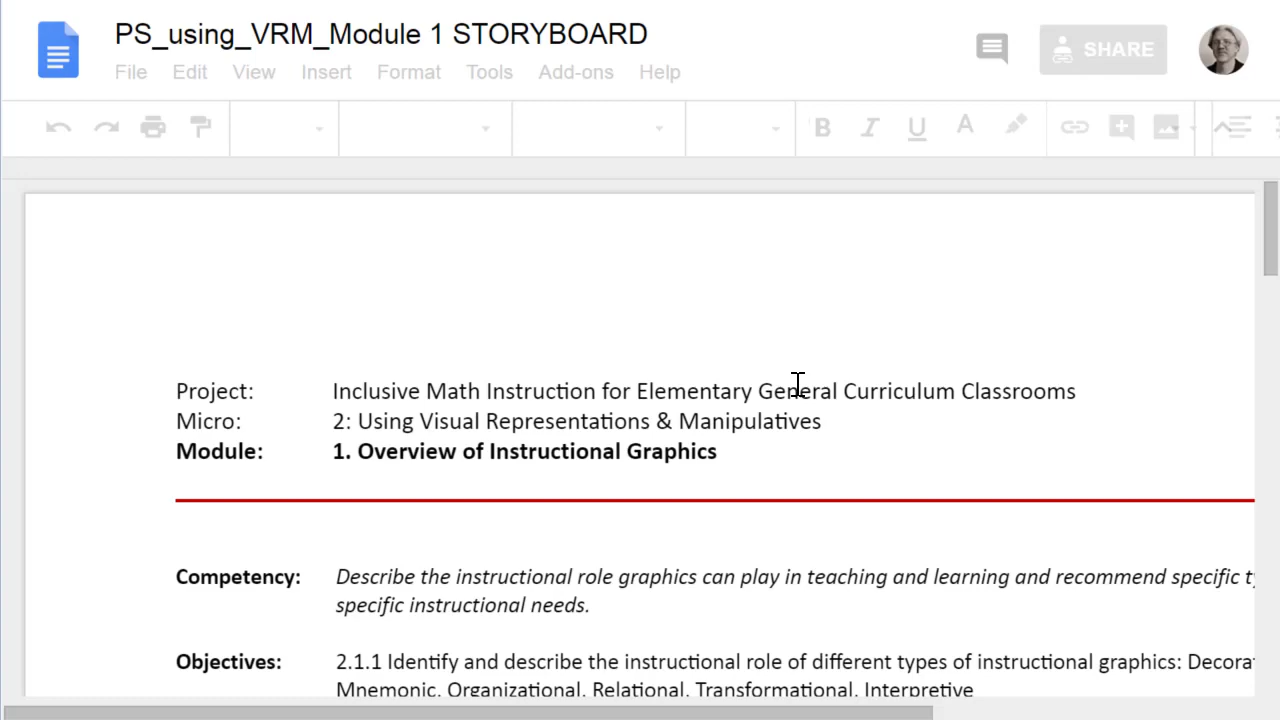 PS_using_VRM_Module 1 STORYBOARD
File Edit View Insert Format Tools Add-ons Help
SHARE
B I U A
Project: Inclusive Math Instruction for Elementary General Curriculum Classrooms
Micro: 2: Using Visual Representations & Manipulatives
Module: 1. Overview of Instructional Graphics
Competency: Describe the instructional role graphics can play in teaching and learning and recommend specific ty
specific instructional needs.
Objectives: 2.1.1 Identify and describe the instructional role of different types of instructional graphics: Decora
Mnemonic, Organizational, Relational, Transformational, Interpretive